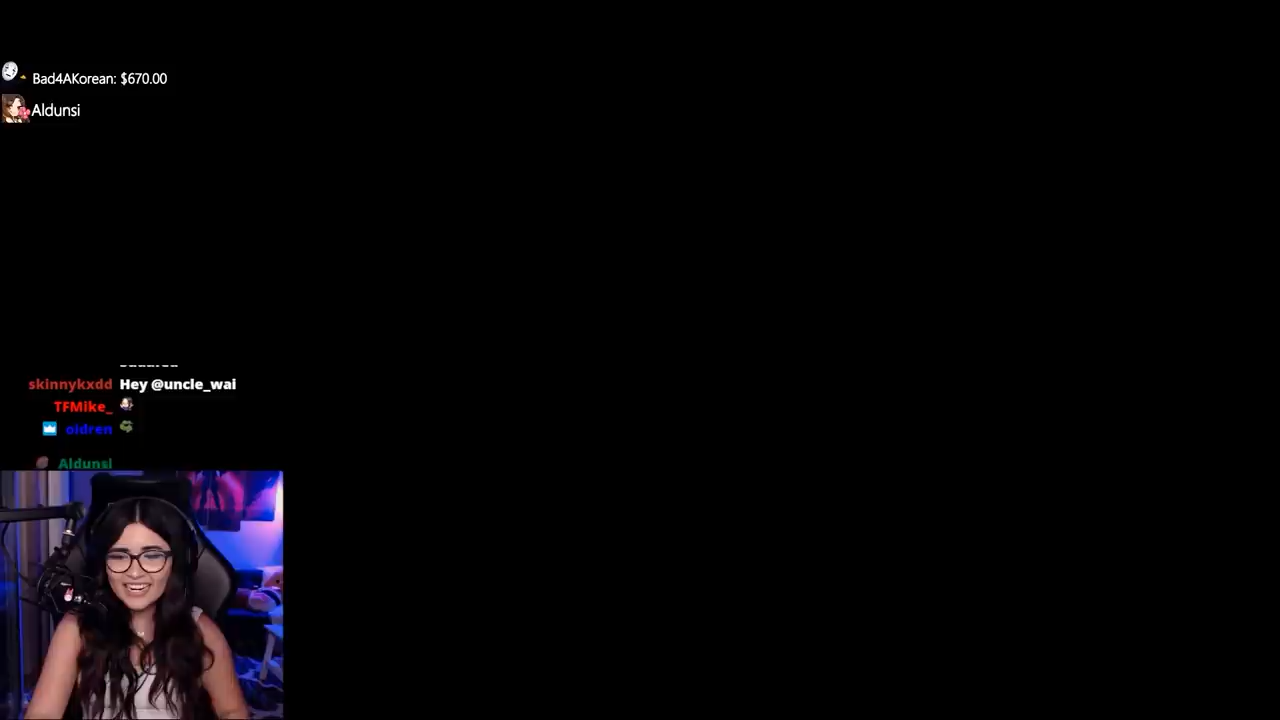 Bad4AKorean: $670.00
Aldunsi
skinnykxdd Hey @uncle_wai
TFMike_
oldren
Aldunsi